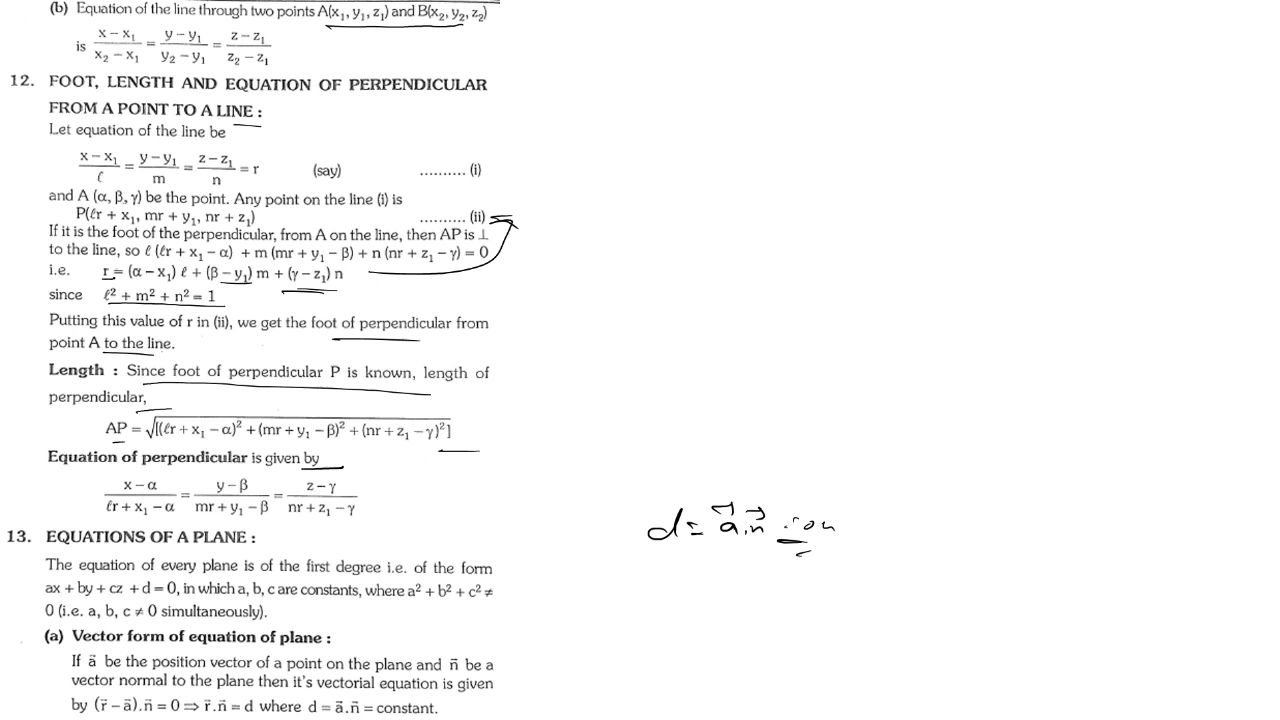 (b) Equation of the line through two points A(x₁, y₁, z₁) and B(x₂, y₂, z₂)
is (x − x₁)/(x₂ − x₁) = (y − y₁)/(y₂ − y₁) = (z − z₁)/(z₂ − z₁)
12. FOOT, LENGTH AND EQUATION OF PERPENDICULAR
FROM A POINT TO A LINE :
Let equation of the line be
(x − x₁)/ℓ = (y − y₁)/m = (z − z₁)/n = r (say) .......... (i)
and A (α, β, γ) be the point. Any point on the line (i) is
P(ℓr + x₁, mr + y₁, nr + z₁) .......... (ii)
If it is the foot of the perpendicular, from A on the line, then AP is ⊥
to the line, so ℓ (ℓr + x₁ − α) + m (mr + y₁ − β) + n (nr + z₁ − γ) = 0
i.e. r = (α − x₁) ℓ + (β − y₁) m + (γ − z₁) n
since ℓ² + m² + n² = 1
Putting this value of r in (ii), we get the foot of perpendicular from
point A to the line.
Length : Since foot of perpendicular P is known, length of
perpendicular,
AP = √[(ℓr + x₁ − α)² + (mr + y₁ − β)² + (nr + z₁ − γ)²]
Equation of perpendicular is given by
(x − α)/(ℓr + x₁ − α) = (y − β)/(mr + y₁ − β) = (z − γ)/(nr + z₁ − γ)
d = a⃗.n⃗
13. EQUATIONS OF A PLANE :
The equation of every plane is of the first degree i.e. of the form
ax + by + cz + d = 0, in which a, b, c are constants, where a² + b² + c² ≠
0 (i.e. a, b, c ≠ 0 simultaneously).
(a) Vector form of equation of plane :
If a⃗ be the position vector of a point on the plane and n⃗ be a
vector normal to the plane then it's vectorial equation is given
by (r⃗ − a⃗).n⃗ = 0 ⇒ r⃗.n⃗ = d where d = a⃗.n⃗ = constant.